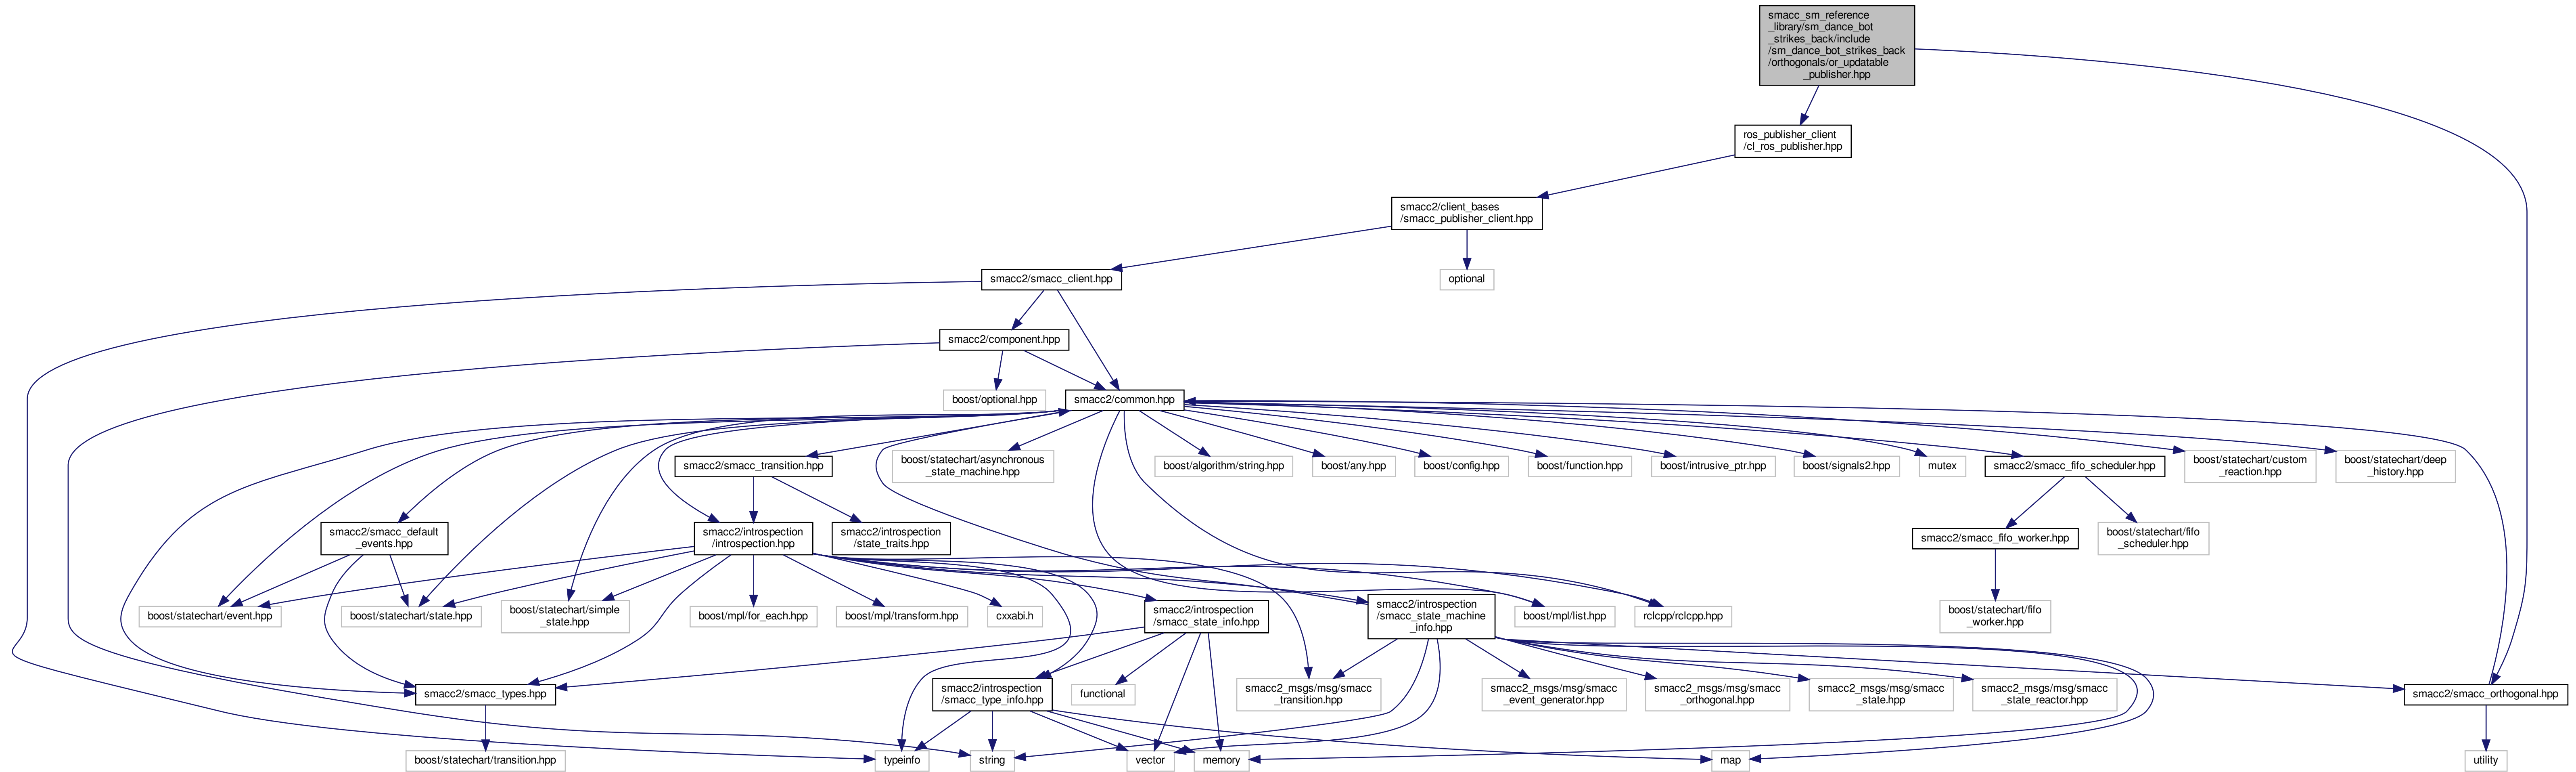 smacc_sm_reference
_library/sm_dance_bot
_strikes_back/include
/sm_dance_bot_strikes_back
/orthogonals/or_updatable
_publisher.hpp
ros_publisher_client
/cl_ros_publisher.hpp
smacc2/client_bases
/smacc_publisher_client.hpp
smacc2/smacc_client.hpp
optional
smacc2/component.hpp
boost/optional.hpp
smacc2/common.hpp
smacc2/smacc_transition.hpp
boost/statechart/asynchronous
_state_machine.hpp
boost/algorithm/string.hpp
boost/any.hpp
boost/config.hpp
boost/function.hpp
boost/intrusive_ptr.hpp
boost/signals2.hpp
mutex
smacc2/smacc_fifo_scheduler.hpp
boost/statechart/custom
_reaction.hpp
boost/statechart/deep
_history.hpp
smacc2/smacc_default
_events.hpp
smacc2/introspection
/introspection.hpp
smacc2/introspection
/state_traits.hpp
smacc2/smacc_fifo_worker.hpp
boost/statechart/fifo
_scheduler.hpp
boost/statechart/event.hpp
boost/statechart/state.hpp
boost/statechart/simple
_state.hpp
boost/mpl/for_each.hpp
boost/mpl/transform.hpp
cxxabi.h
smacc2/introspection
/smacc_state_info.hpp
smacc2/introspection
/smacc_state_machine
_info.hpp
boost/mpl/list.hpp
rclcpp/rclcpp.hpp
boost/statechart/fifo
_worker.hpp
smacc2/smacc_types.hpp
smacc2/introspection
/smacc_type_info.hpp
functional
smacc2_msgs/msg/smacc
_transition.hpp
smacc2_msgs/msg/smacc
_event_generator.hpp
smacc2_msgs/msg/smacc
_orthogonal.hpp
smacc2_msgs/msg/smacc
_state.hpp
smacc2_msgs/msg/smacc
_state_reactor.hpp
smacc2/smacc_orthogonal.hpp
boost/statechart/transition.hpp
typeinfo
string
vector
memory
map
utility